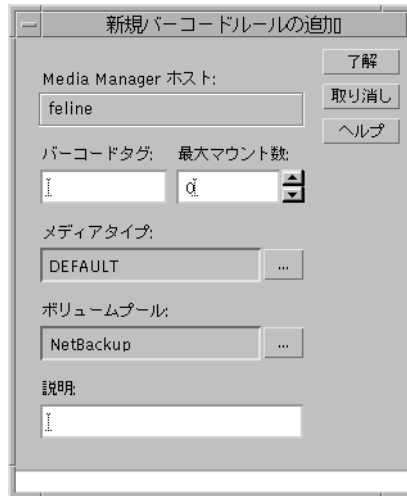 新規バーコードルールの追加
了解
取り消し
ヘルプ
Media Manager ホスト:
feline
バーコードタグ: 最大マウント数:
0
メディアタイプ:
DEFAULT ...
ボリュームプール:
NetBackup ...
説明: